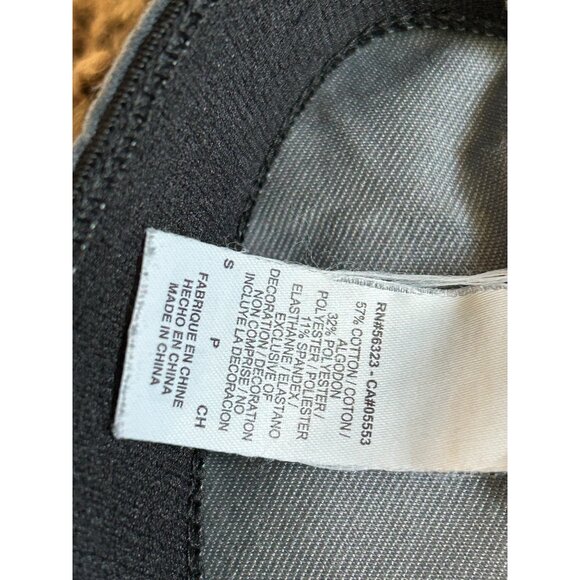 RN#56323 - CA#05553
57% COTTON / COTON /
ALGODON
32% POLYESTER /
POLYESTER / POLIESTER
11% SPANDEX /
ELASTHANNE / ELASTANO
EXCLUSIVE OF
DECORATION / DECORATION
NON COMPRISE / NO
INCLUYE LA DECORACION
S P CH
FABRIQUE EN CHINE
HECHO EN CHINA
MADE IN CHINA